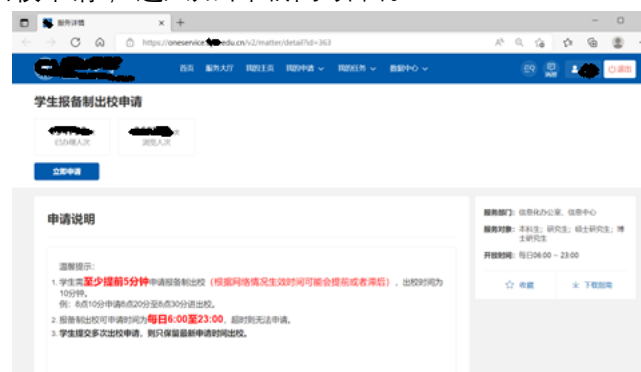 服务详情
https://oneservice edu.cn/v2/matter/detail?id=363
首页 服务大厅 我的主页 我的申请 我的任务 数据中心
退出
学生报备制出校申请
次
已办理人次 浏览人次
立即申请
申请说明
温馨提示:
1. 学生需至少提前5分钟申请报备制出校（根据网络情况生效时间可能会提前或者滞后），出校时间为
10分钟。
例：8点10分申请8点20分至8点30分进出校。
2. 报备制出校可申请时间为每日6:00至23:00，超时则无法申请。
3. 学生提交多次出校申请，则只保留最新申请时间出校。
服务部门：信息化办公室、信息中心
服务对象：本科生；研究生；硕士研究生；博
士研究生
开放时间：每日06:00 ~ 23:00
收藏 下载指南